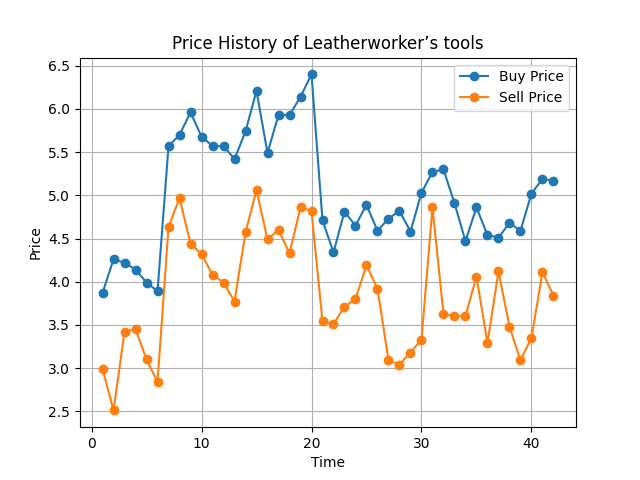 Price History of Leatherworker’s tools
Buy Price
Sell Price
6.5
6.0
5.5
5.0
4.5
4.0
3.5
3.0
2.5
Price
0 10 20 30 40
Time